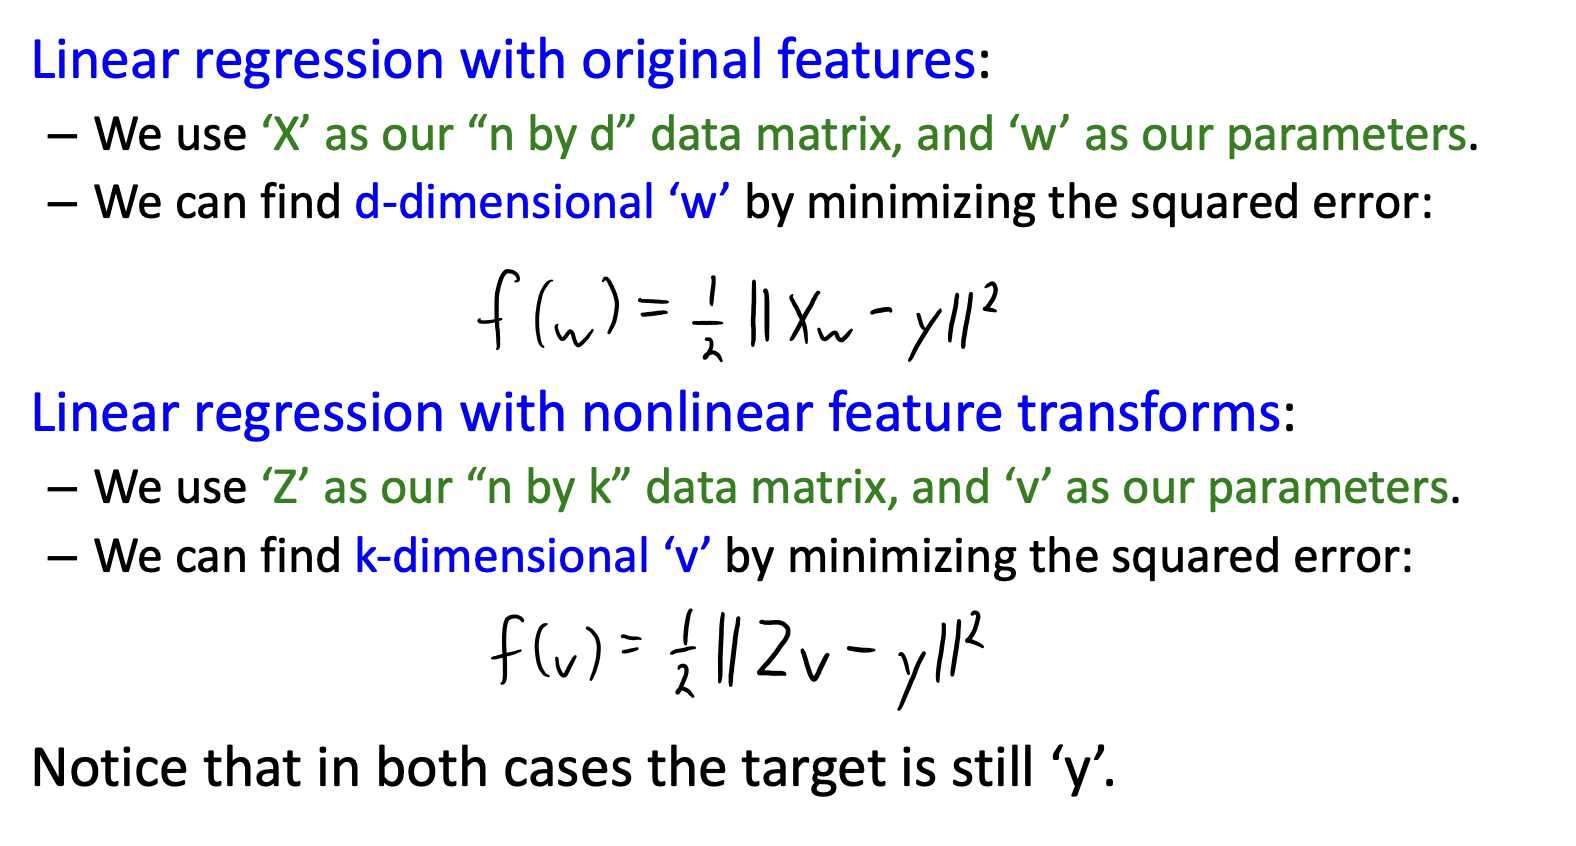 Linear regression with original features:
– We use ‘X’ as our “n by d” data matrix, and ‘w’ as our parameters.
– We can find d-dimensional ‘w’ by minimizing the squared error:
f(w) = 1/2 ||Xw - y||²
Linear regression with nonlinear feature transforms:
– We use ‘Z’ as our “n by k” data matrix, and ‘v’ as our parameters.
– We can find k-dimensional ‘v’ by minimizing the squared error:
f(v) = 1/2 ||Zv - y||²
Notice that in both cases the target is still ‘y’.